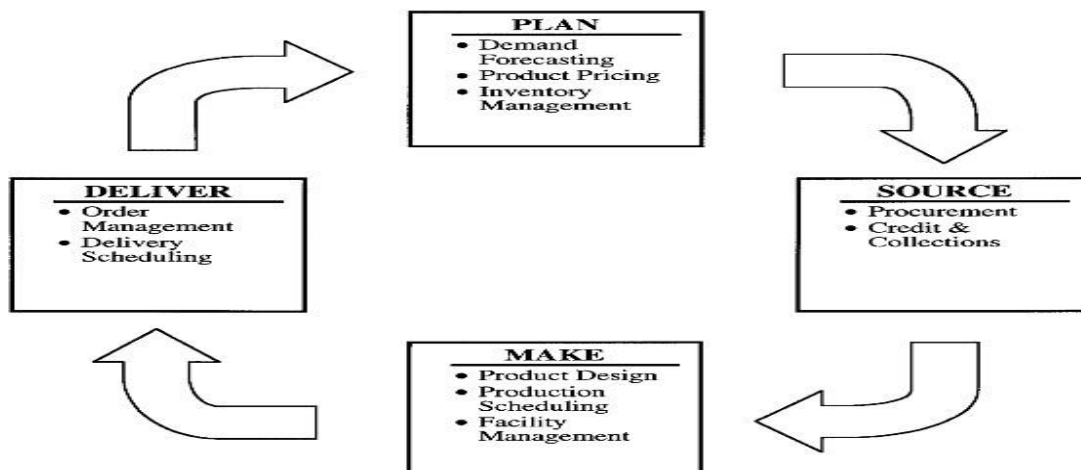 PLAN
• Demand
Forecasting
• Product Pricing
• Inventory
Management
DELIVER
• Order
Management
• Delivery
Scheduling
SOURCE
• Procurement
• Credit &
Collections
MAKE
• Product Design
• Production
Scheduling
• Facility
Management